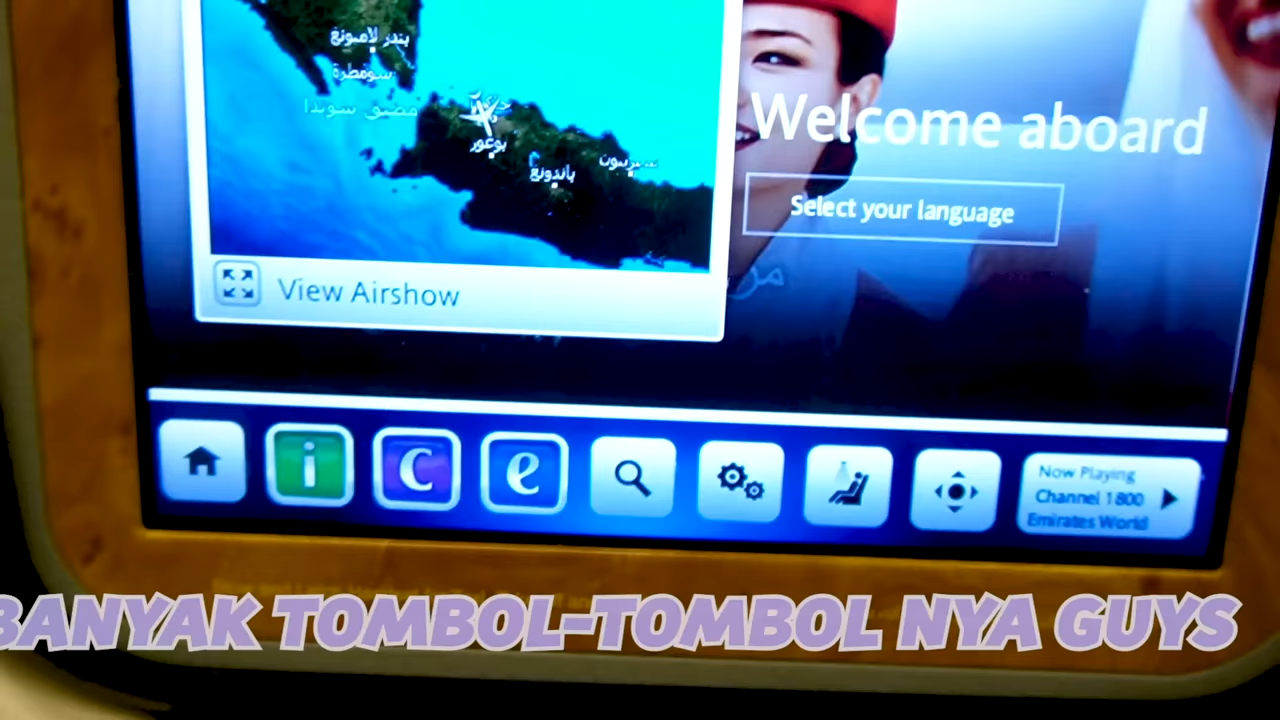 بندر لامبونغ
سومطرة
مضيق سوندا
بوغور
باندونغ
Welcome aboard
Select your language
View Airshow
i
c
e
Now Playing
Channel 1800
Emirates World
BANYAK TOMBOL-TOMBOL NYA GUYS